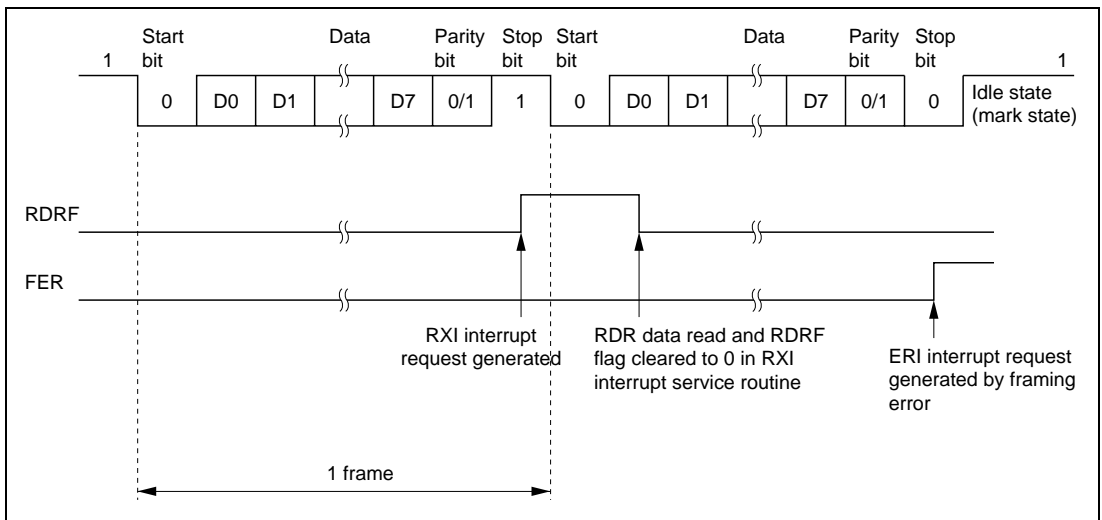 1
Start
bit
Data
Parity
bit
Stop
bit
Start
bit
Data
Parity
bit
Stop
bit
1
0 D0 D1 D7 0/1 1 0 D0 D1 D7 0/1 0
Idle state
(mark state)
RDRF
FER
RXI interrupt
request generated
RDR data read and RDRF
flag cleared to 0 in RXI
interrupt service routine
ERI interrupt request
generated by framing
error
1 frame